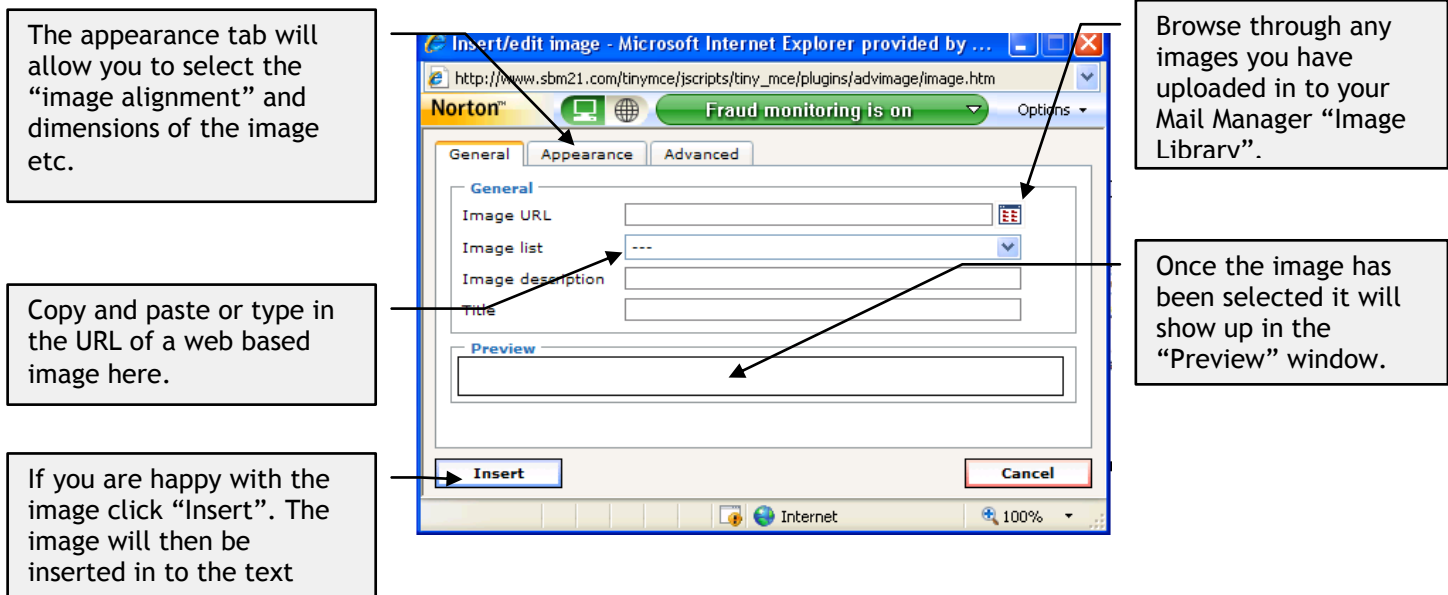 The appearance tab will
allow you to select the
“image alignment” and
dimensions of the image
etc.
Copy and paste or type in
the URL of a web based
image here.
If you are happy with the
image click “Insert”. The
image will then be
inserted in to the text
Insert/edit image - Microsoft Internet Explorer provided by ...
http://www.sbm21.com/tinymce/jscripts/tiny_mce/plugins/advimage/image.htm
Norton™ Fraud monitoring is on Options
General Appearance Advanced
General
Image URL
Image list ---
Image description
Title
Preview
Insert Cancel
Internet 100%
Browse through any
images you have
uploaded in to your
Mail Manager “Image
Library”.
Once the image has
been selected it will
show up in the
“Preview” window.